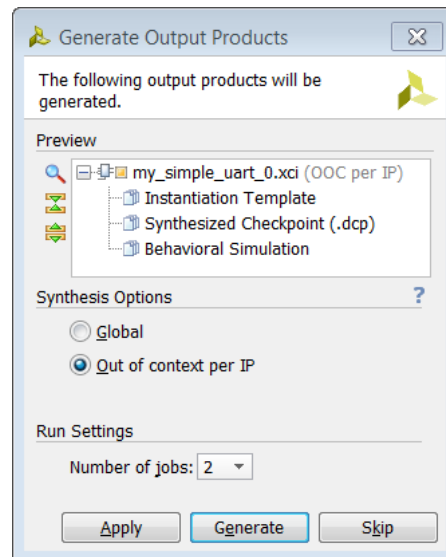 Generate Output Products
The following output products will be
generated.
Preview
my_simple_uart_0.xci (OOC per IP)
Instantiation Template
Synthesized Checkpoint (.dcp)
Behavioral Simulation
Synthesis Options
?
Global
Out of context per IP
Run Settings
Number of jobs: 2
Apply Generate Skip